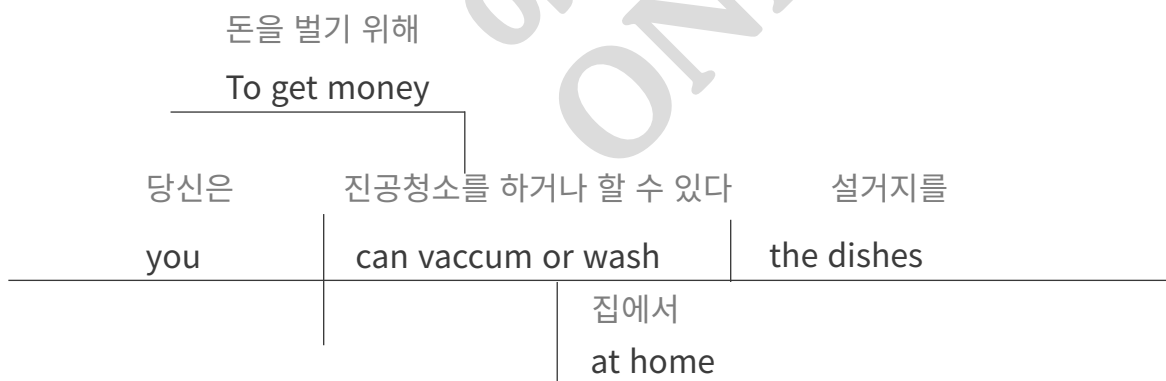 돈을 벌기 위해
To get money
당신은 진공청소를 하거나 할 수 있다 설거지를
you can vaccum or wash the dishes
집에서
at home